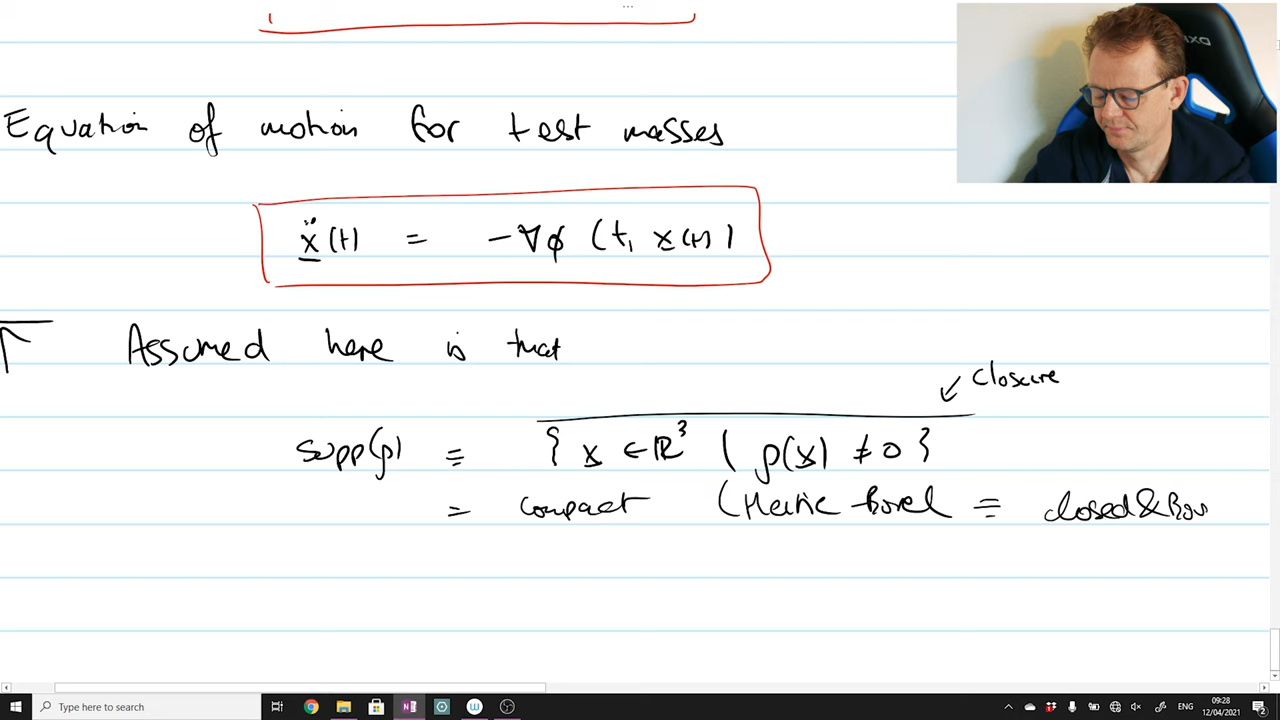 Equation of motion for test masses
ẍ(t) = -∇φ (t, x(t))
Assumed here is that
closure
supp(ρ) = { x ∈ ℝ³ | ρ(x) ≠ 0 }
= compact (Heine Borel = closed & Bou
Type here to search
ENG
09:28
12/04/2021
2